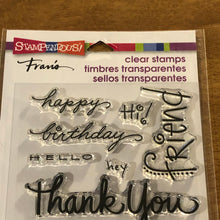 STAMPENDOUS!
Fran's
clear stamps
timbres transparentes
sellos transparentes
happy
Hi!
birthday
friend
HELLO
hey
Thank You